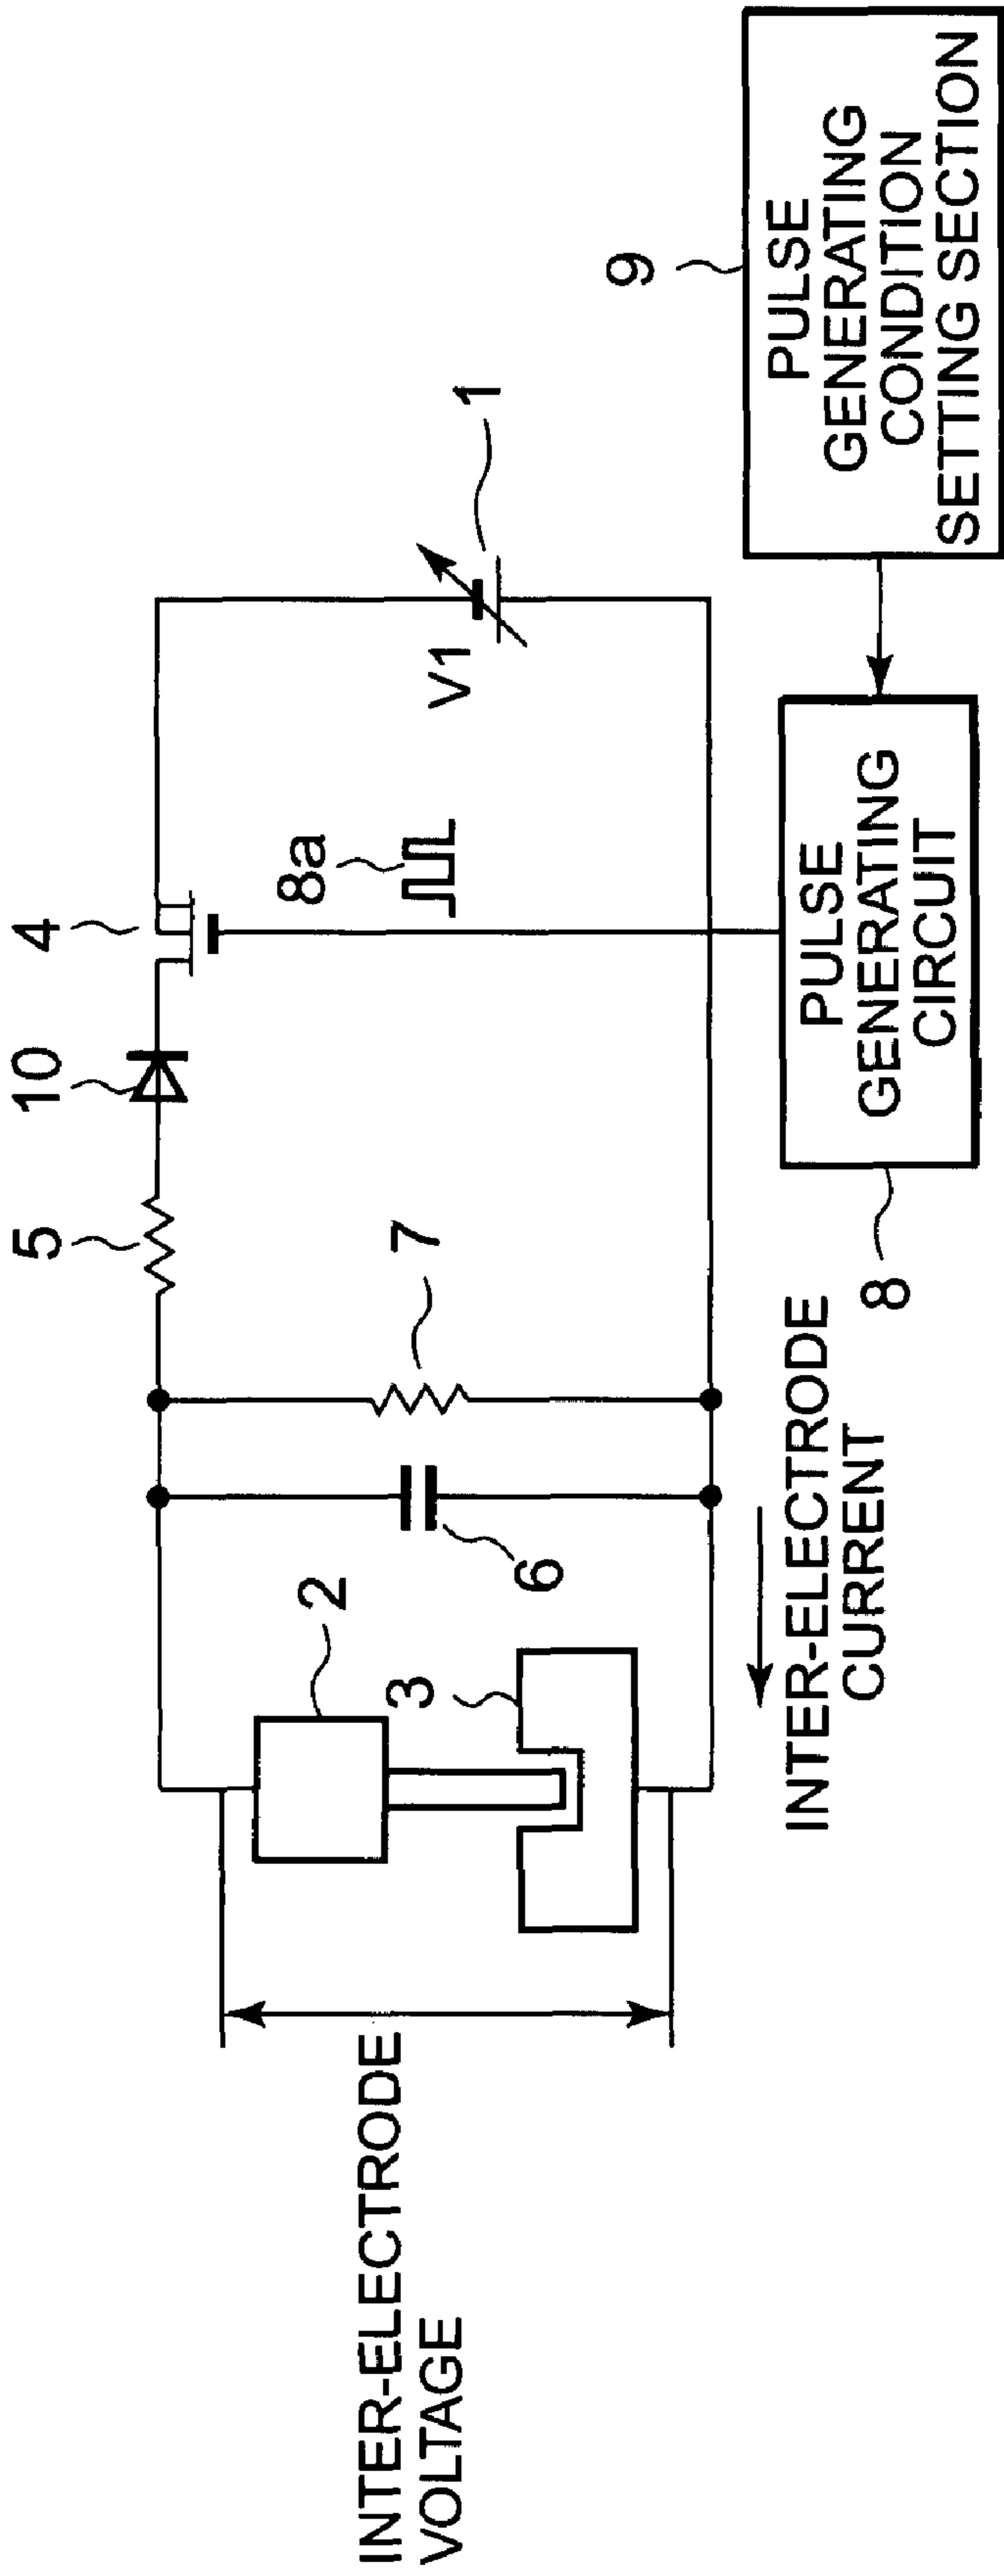 5
10
4
2
8a
INTER-ELECTRODE
VOLTAGE
3
7
V1
1
6
9
INTER-ELECTRODE
CURRENT
8
PULSE
GENERATING
CIRCUIT
PULSE
GENERATING
CONDITION
SETTING SECTION